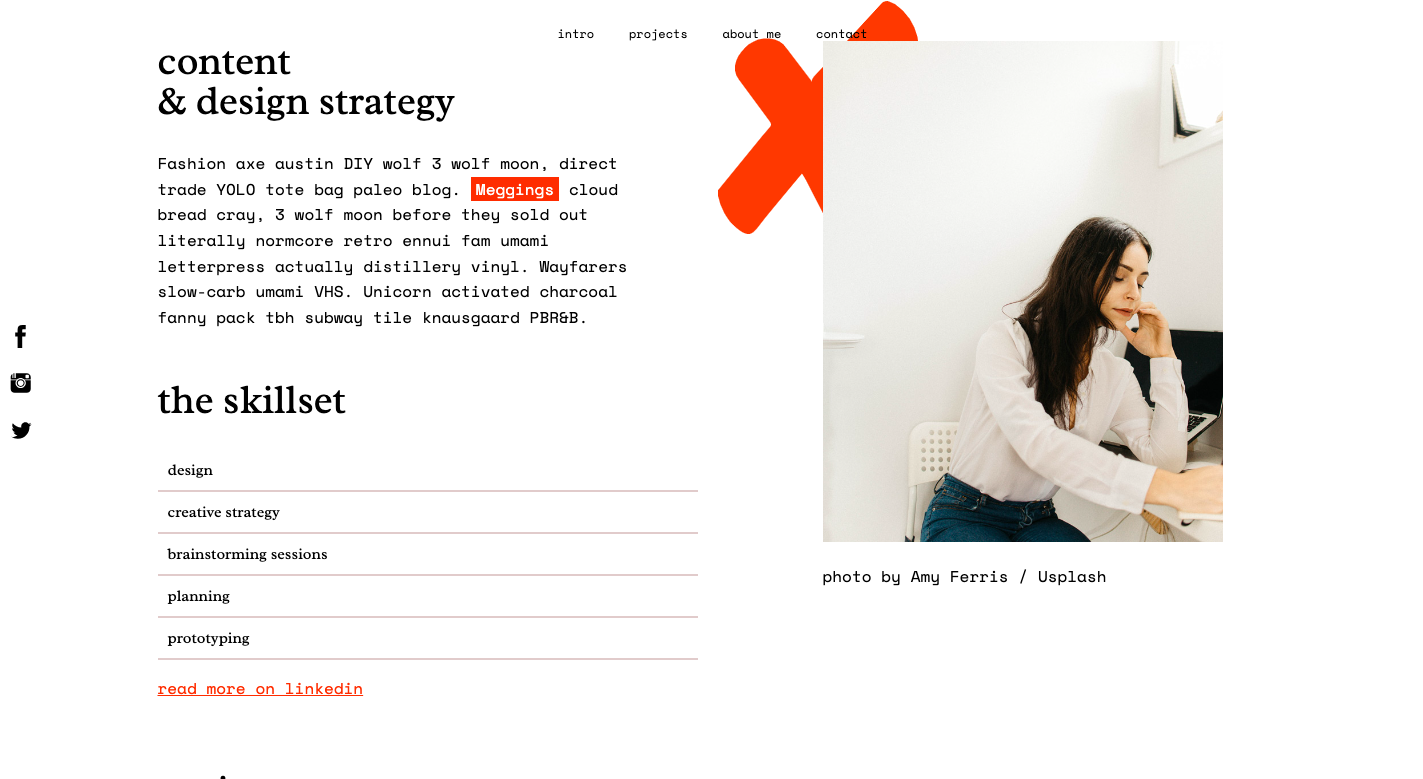 intro projects about me contact
content
& design strategy
Fashion axe austin DIY wolf 3 wolf moon, direct
trade YOLO tote bag paleo blog. Meggings cloud
bread cray, 3 wolf moon before they sold out
literally normcore retro ennui fam umami
letterpress actually distillery vinyl. Wayfarers
slow-carb umami VHS. Unicorn activated charcoal
fanny pack tbh subway tile knausgaard PBR&B.
the skillset
design
creative strategy
brainstorming sessions
planning
prototyping
read more on linkedin
photo by Amy Ferris / Usplash